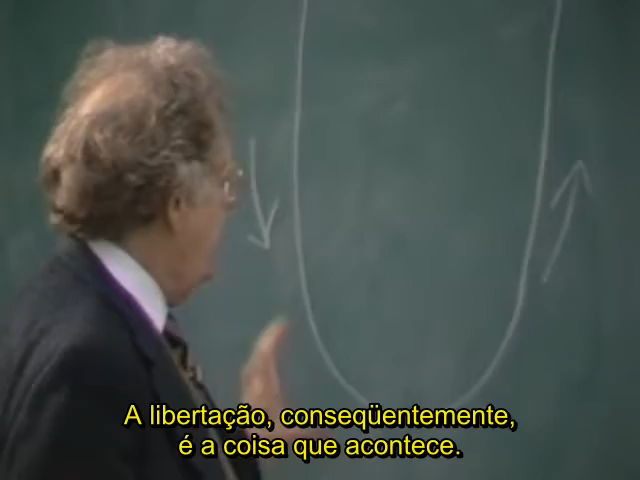 A libertação, conseqüentemente,
é a coisa que acontece.